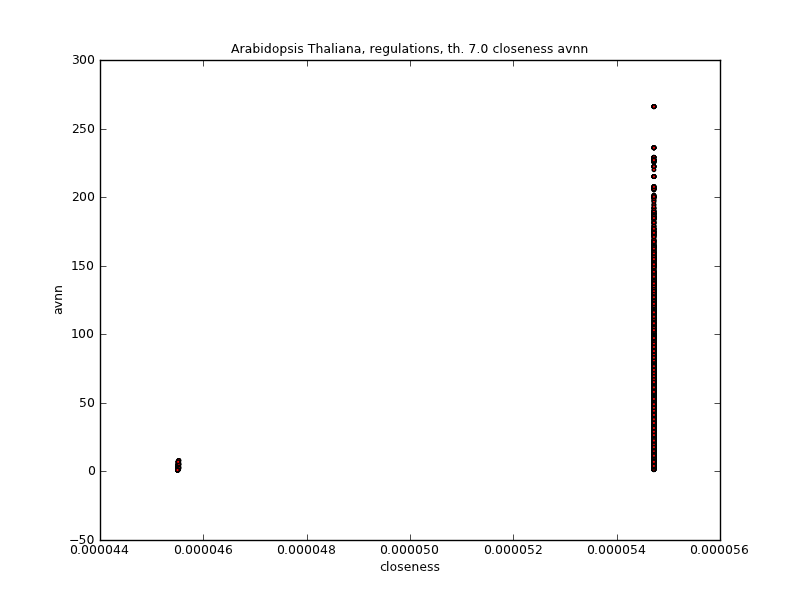 Arabidopsis Thaliana, regulations, th. 7.0 closeness avnn
300
250
200
150
100
50
0
−50
avnn
0.000044 0.000046 0.000048 0.000050 0.000052 0.000054 0.000056
closeness